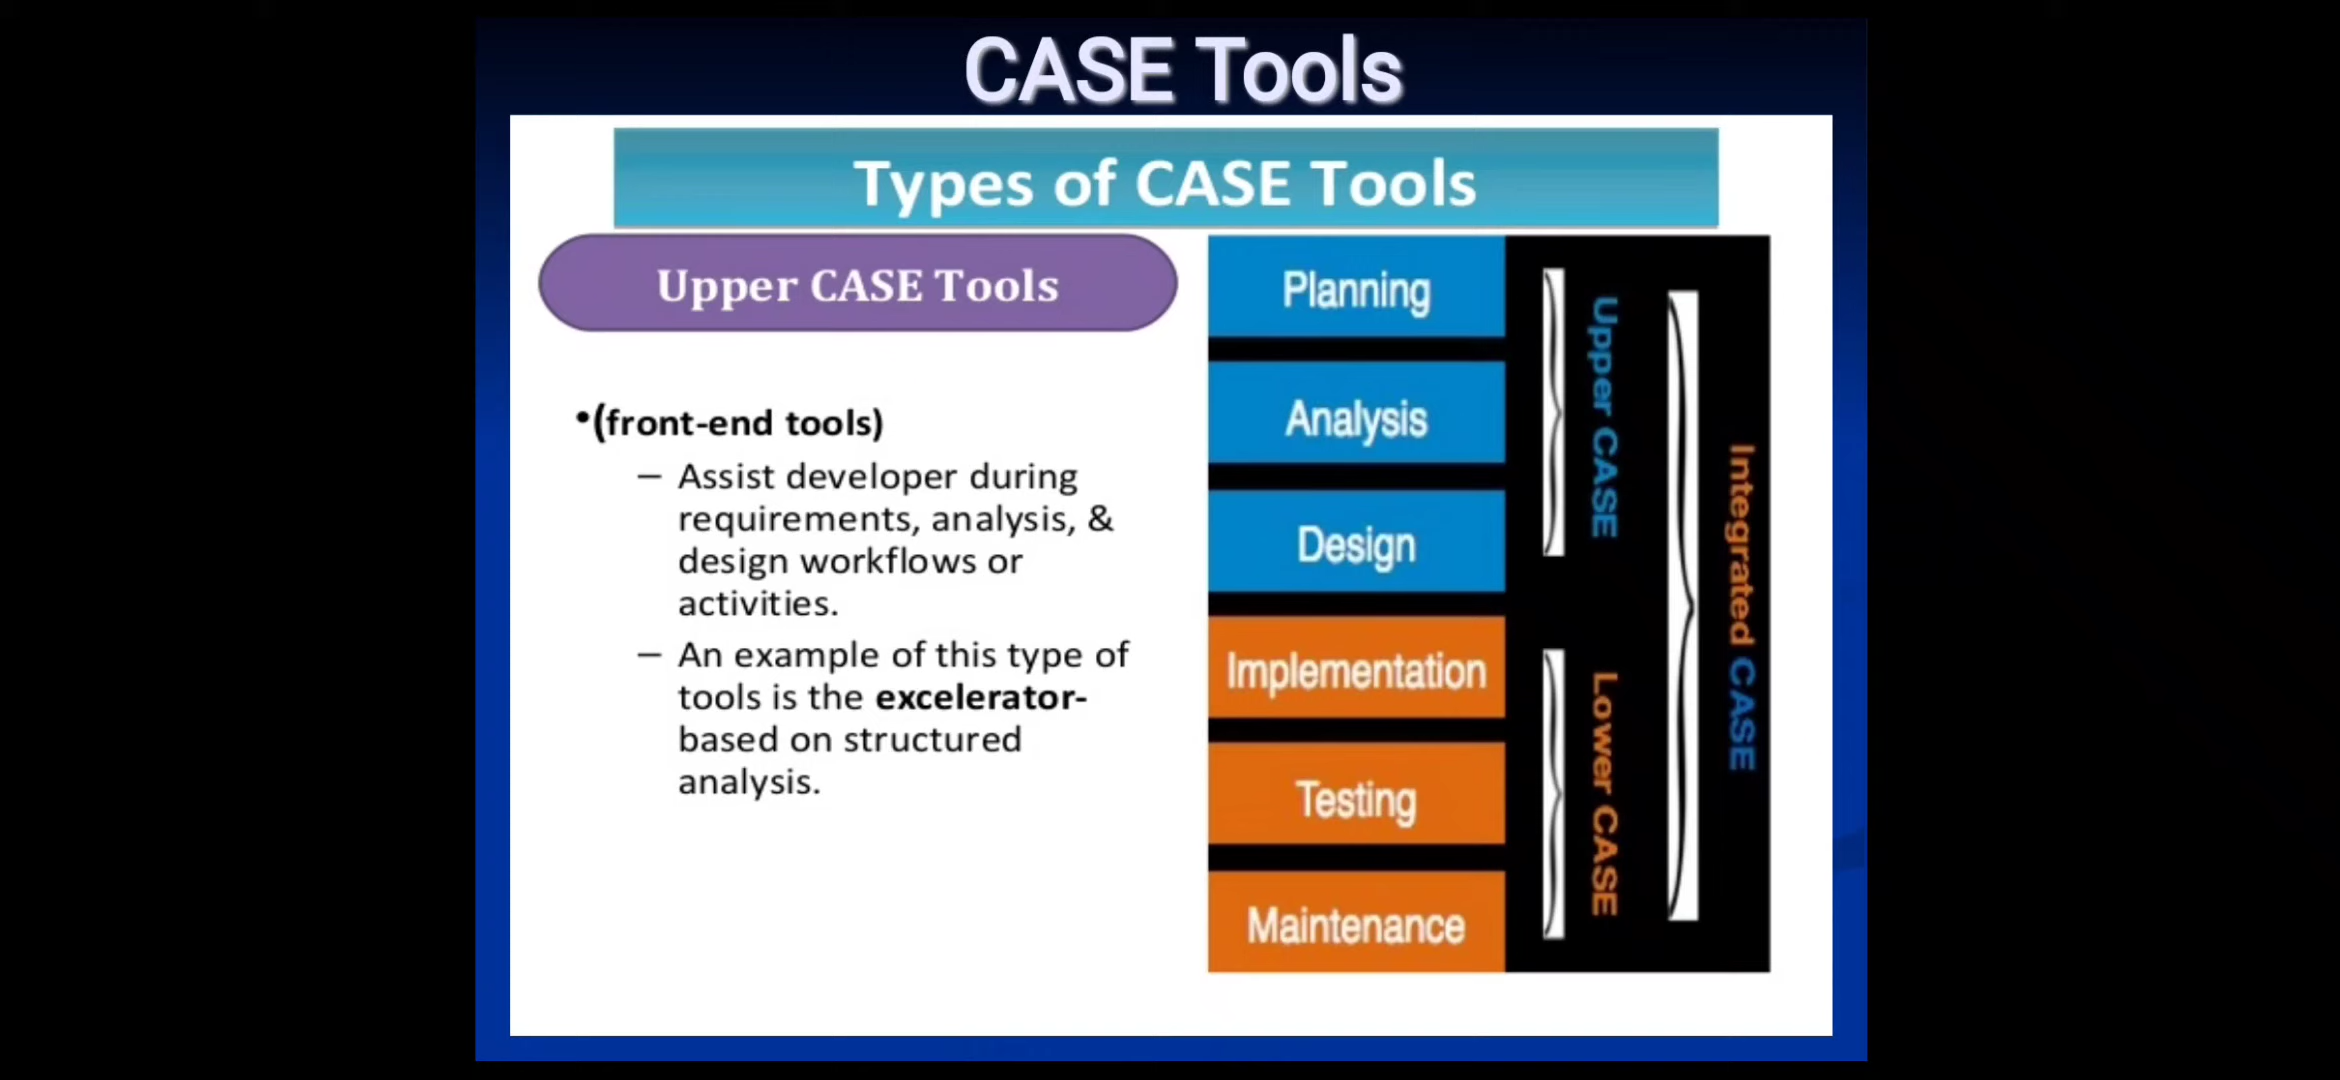 CASE Tools
Types of CASE Tools
Upper CASE Tools
•(front-end tools)
– Assist developer during
requirements, analysis, &
design workflows or
activities.
– An example of this type of
tools is the excelerator-
based on structured
analysis.
Planning
Analysis
Design
Implementation
Testing
Maintenance
Upper CASE
Lower CASE
Integrated CASE